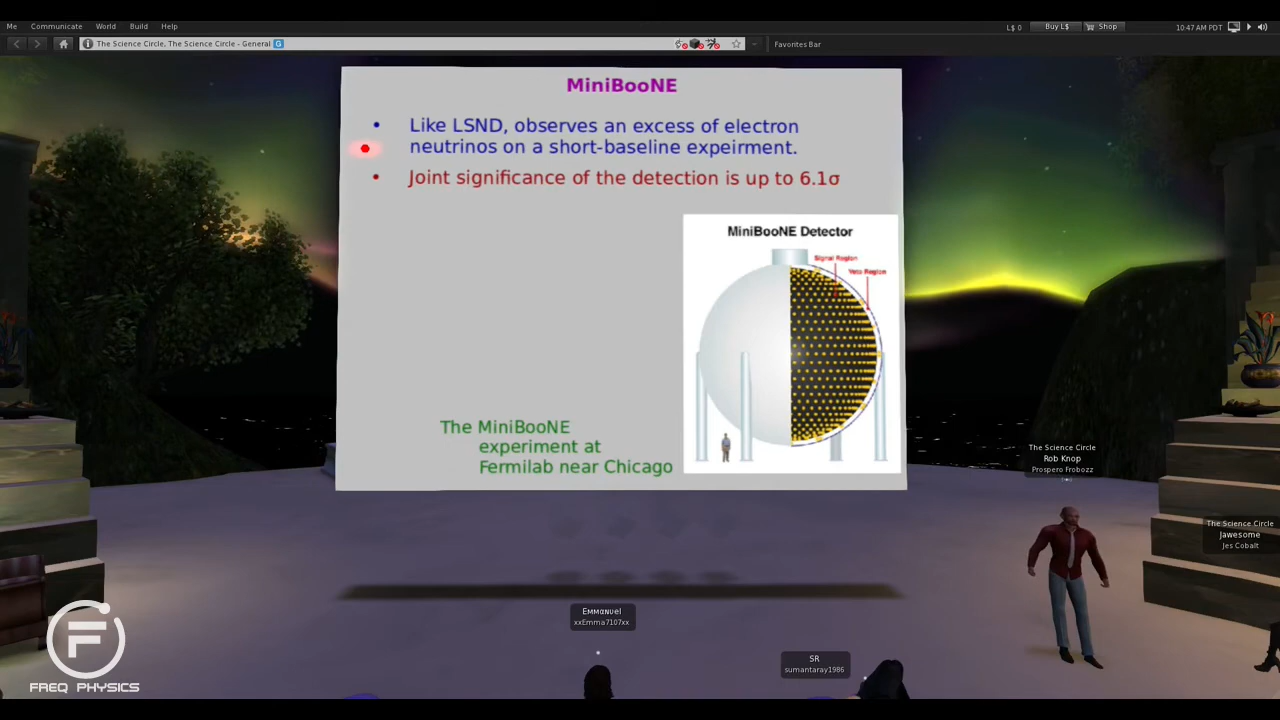 Me Communicate World Build Help
L$ 0 Buy L$ Shop 10:47 AM PDT
The Science Circle, The Science Circle - General G
Favorites Bar
MiniBooNE
• Like LSND, observes an excess of electron
neutrinos on a short-baseline expeirment.
• Joint significance of the detection is up to 6.1σ
MiniBooNE Detector
Signal Region
Veto Region
The MiniBooNE
experiment at
Fermilab near Chicago
The Science Circle
Rob Knop
Prospero Frobozz
The Science Circle
Jawesome
Jes Cobalt
Emmanuel
xxEmma7107xx
SR
sumantaray1986
F
FREQ PHYSICS